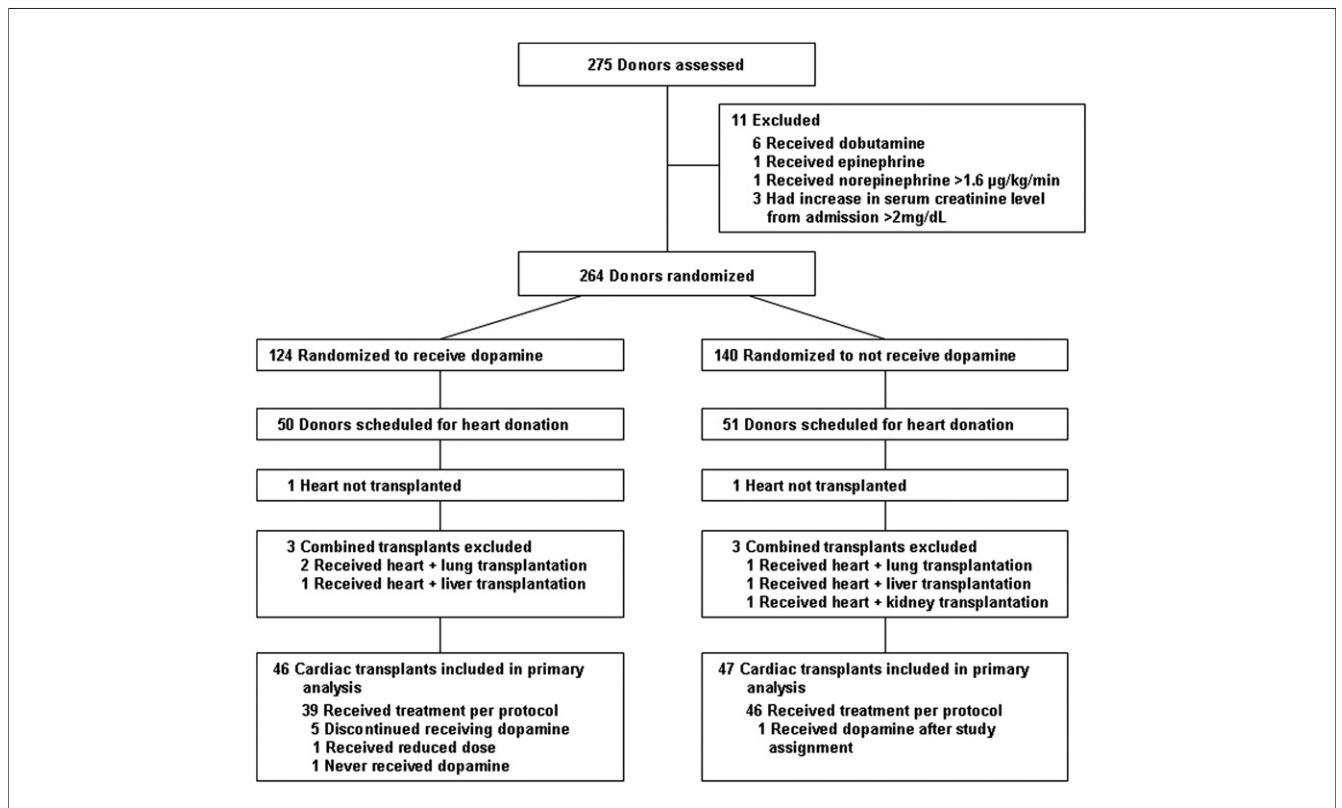 275 Donors assessed
11 Excluded
6 Received dobutamine
1 Received epinephrine
1 Received norepinephrine >1.6 µg/kg/min
3 Had increase in serum creatinine level
from admission >2mg/dL
264 Donors randomized
124 Randomized to receive dopamine
50 Donors scheduled for heart donation
1 Heart not transplanted
3 Combined transplants excluded
2 Received heart + lung transplantation
1 Received heart + liver transplantation
46 Cardiac transplants included in primary
analysis
39 Received treatment per protocol
5 Discontinued receiving dopamine
1 Received reduced dose
1 Never received dopamine
140 Randomized to not receive dopamine
51 Donors scheduled for heart donation
1 Heart not transplanted
3 Combined transplants excluded
1 Received heart + lung transplantation
1 Received heart + liver transplantation
1 Received heart + kidney transplantation
47 Cardiac transplants included in primary
analysis
46 Received treatment per protocol
1 Received dopamine after study
assignment